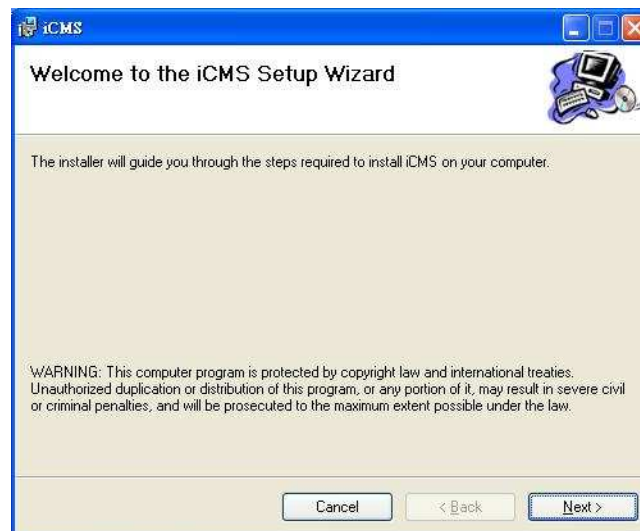 iCMS
Welcome to the iCMS Setup Wizard
The installer will guide you through the steps required to install iCMS on your computer.
WARNING: This computer program is protected by copyright law and international treaties.
Unauthorized duplication or distribution of this program, or any portion of it, may result in severe civil
or criminal penalties, and will be prosecuted to the maximum extent possible under the law.
Cancel
< Back
Next >